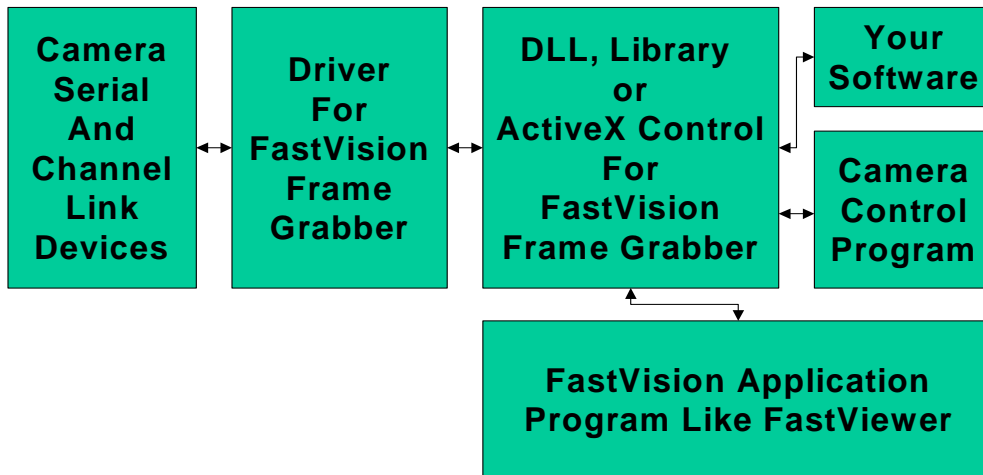 Camera
Serial
And
Channel
Link
Devices
Driver
For
FastVision
Frame
Grabber
DLL, Library
or
ActiveX Control
For
FastVision
Frame Grabber
Your
Software
Camera
Control
Program
FastVision Application
Program Like FastViewer